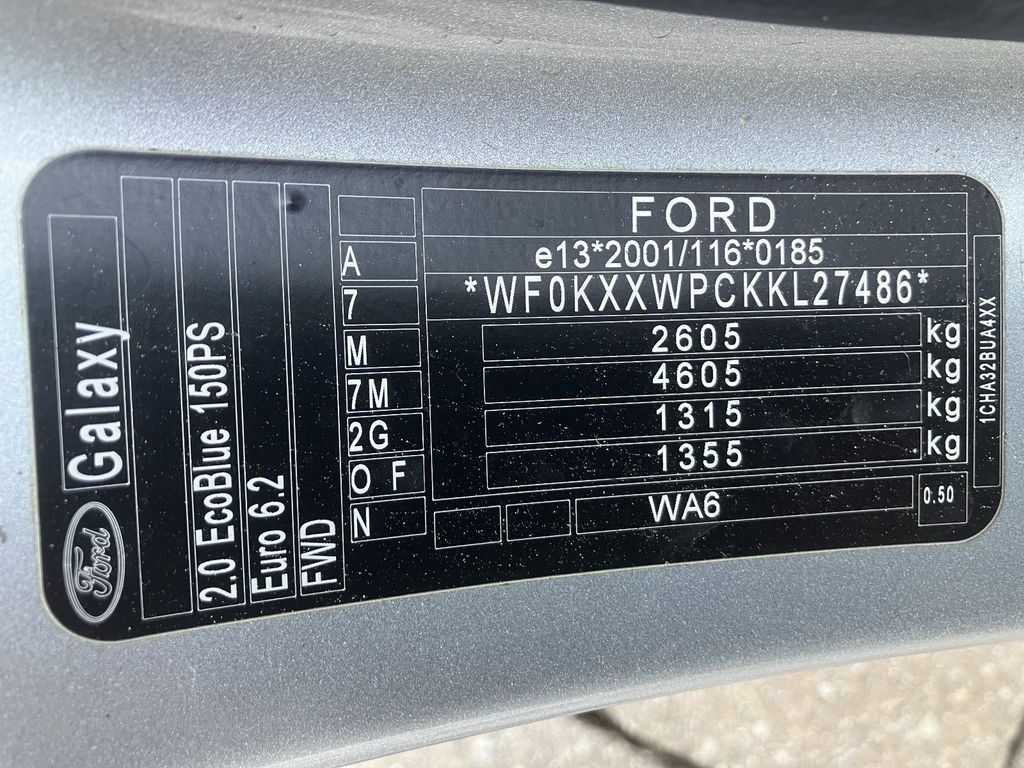 FORD
e13*2001/116*0185
*WF0KXXWPCKKL27486*
2605 kg
4605 kg
1315 kg
1355 kg
WA6
0.50
1CHA32BUA4XX
A
7
M
7M
2G
O F
N
Ford
Galaxy
2.0 EcoBlue 150PS
Euro 6.2
FWD